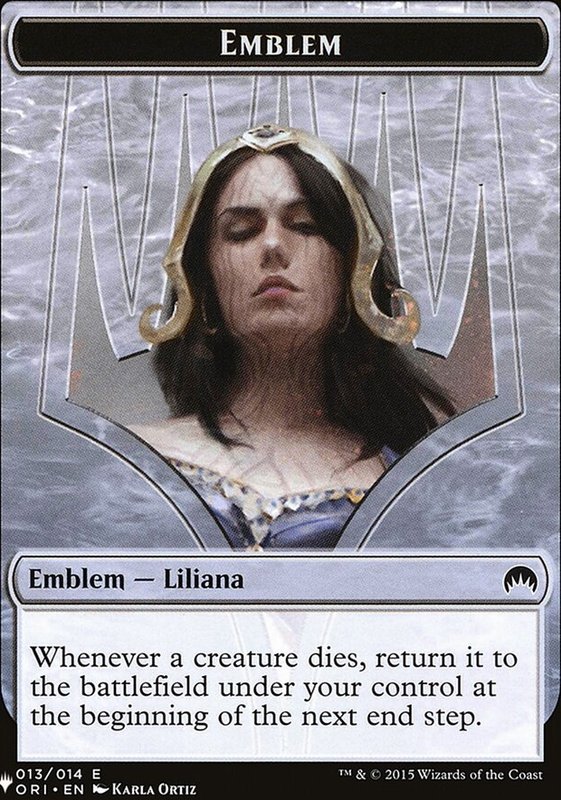 EMBLEM
Emblem — Liliana
Whenever a creature dies, return it to
the battlefield under your control at
the beginning of the next end step.
013/014 E
ORI • EN KARLA ORTIZ
™ & © 2015 Wizards of the Coast